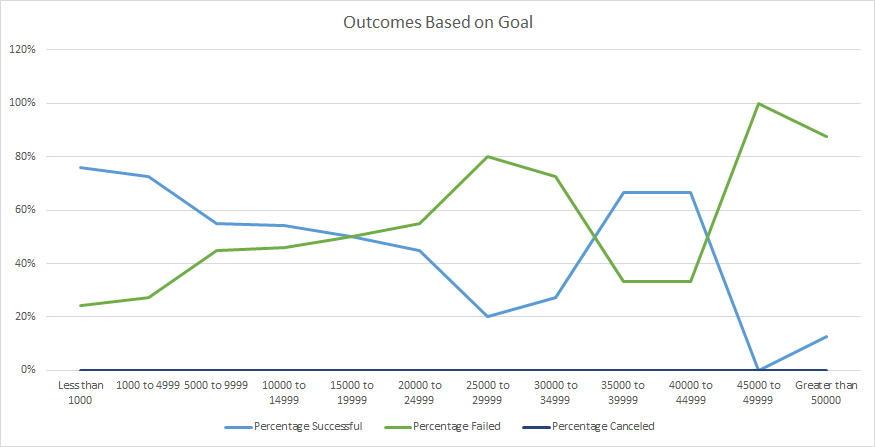 Outcomes Based on Goal
120%
100%
80%
60%
40%
20%
0%
Less than
1000
1000 to 4999
5000 to 9999
10000 to
14999
15000 to
19999
20000 to
24999
25000 to
29999
30000 to
34999
35000 to
39999
40000 to
44999
45000 to
49999
Greater than
50000
Percentage Successful
Percentage Failed
Percentage Canceled